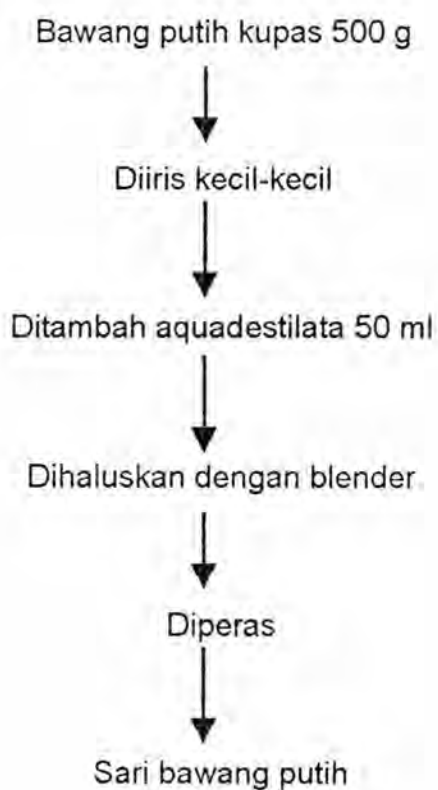 Bawang putih kupas 500 g
Diiris kecil-kecil
Ditambah aquadestilata 50 ml
Dihaluskan dengan blender
Diperas
Sari bawang putih